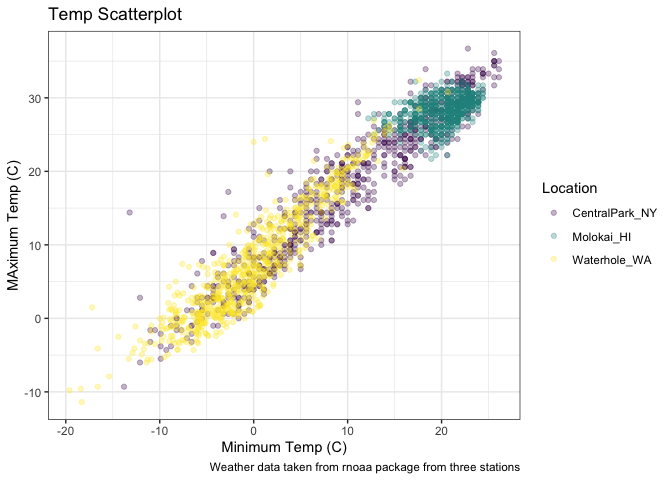 Temp Scatterplot
MAximum Temp (C)
30
20
10
0
-10
-20
-10
0
10
20
Minimum Temp (C)
Location
CentralPark_NY
Molokai_HI
Waterhole_WA
Weather data taken from rnoaa package from three stations